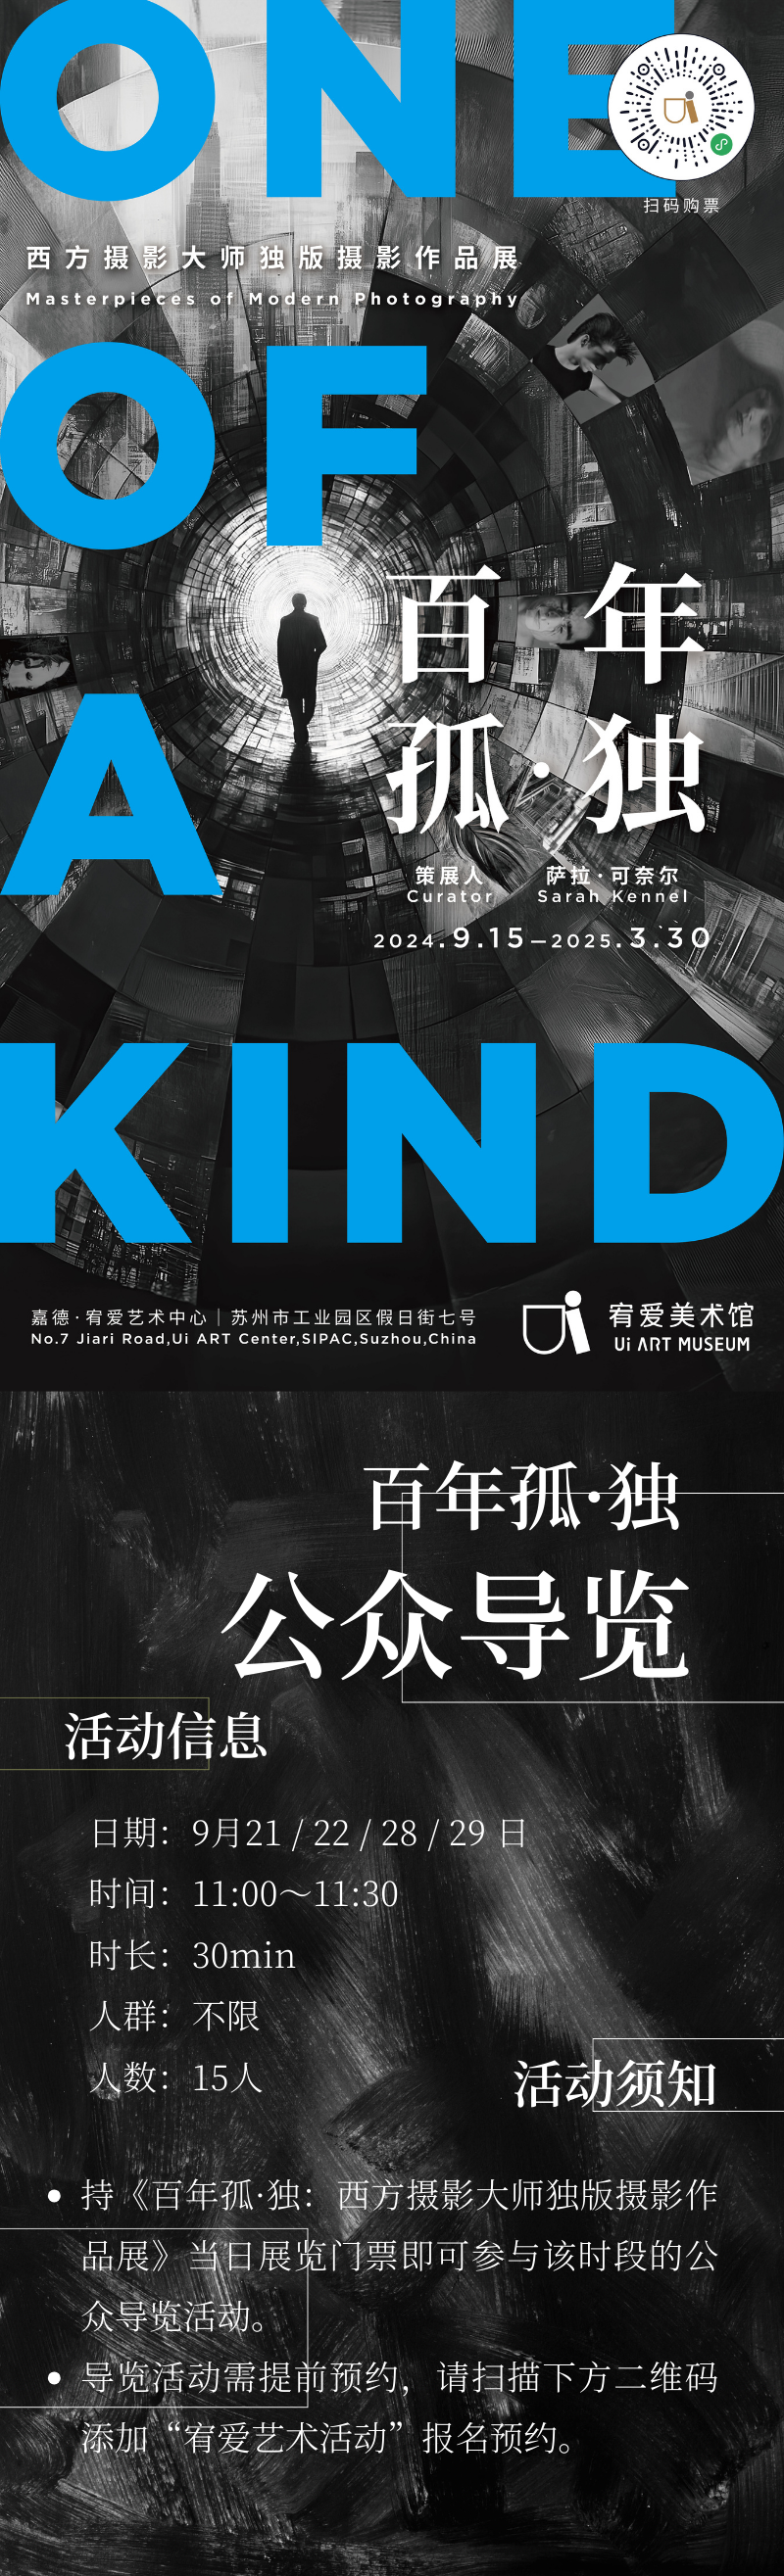 ONE
扫码购票
西方摄影大师独版摄影作品展
Masterpieces of Modern Photography
OF
百年
孤·独
A
策展人 萨拉·可奈尔
Curator Sarah Kennel
2024.9.15—2025.3.30
KIND
嘉德·宥爱艺术中心｜苏州市工业园区假日街七号
No.7 Jiari Road,Ui ART Center,SIPAC,Suzhou,China
宥爱美术馆
Ui ART MUSEUM
百年孤·独
公众导览
活动信息
日期：9月21 / 22 / 28 / 29 日
时间：11:00～11:30
时长：30min
人群：不限
人数：15人
活动须知
● 持《百年孤·独：西方摄影大师独版摄影作
品展》当日展览门票即可参与该时段的公
众导览活动。
● 导览活动需提前预约，请扫描下方二维码
添加“宥爱艺术活动”报名预约。